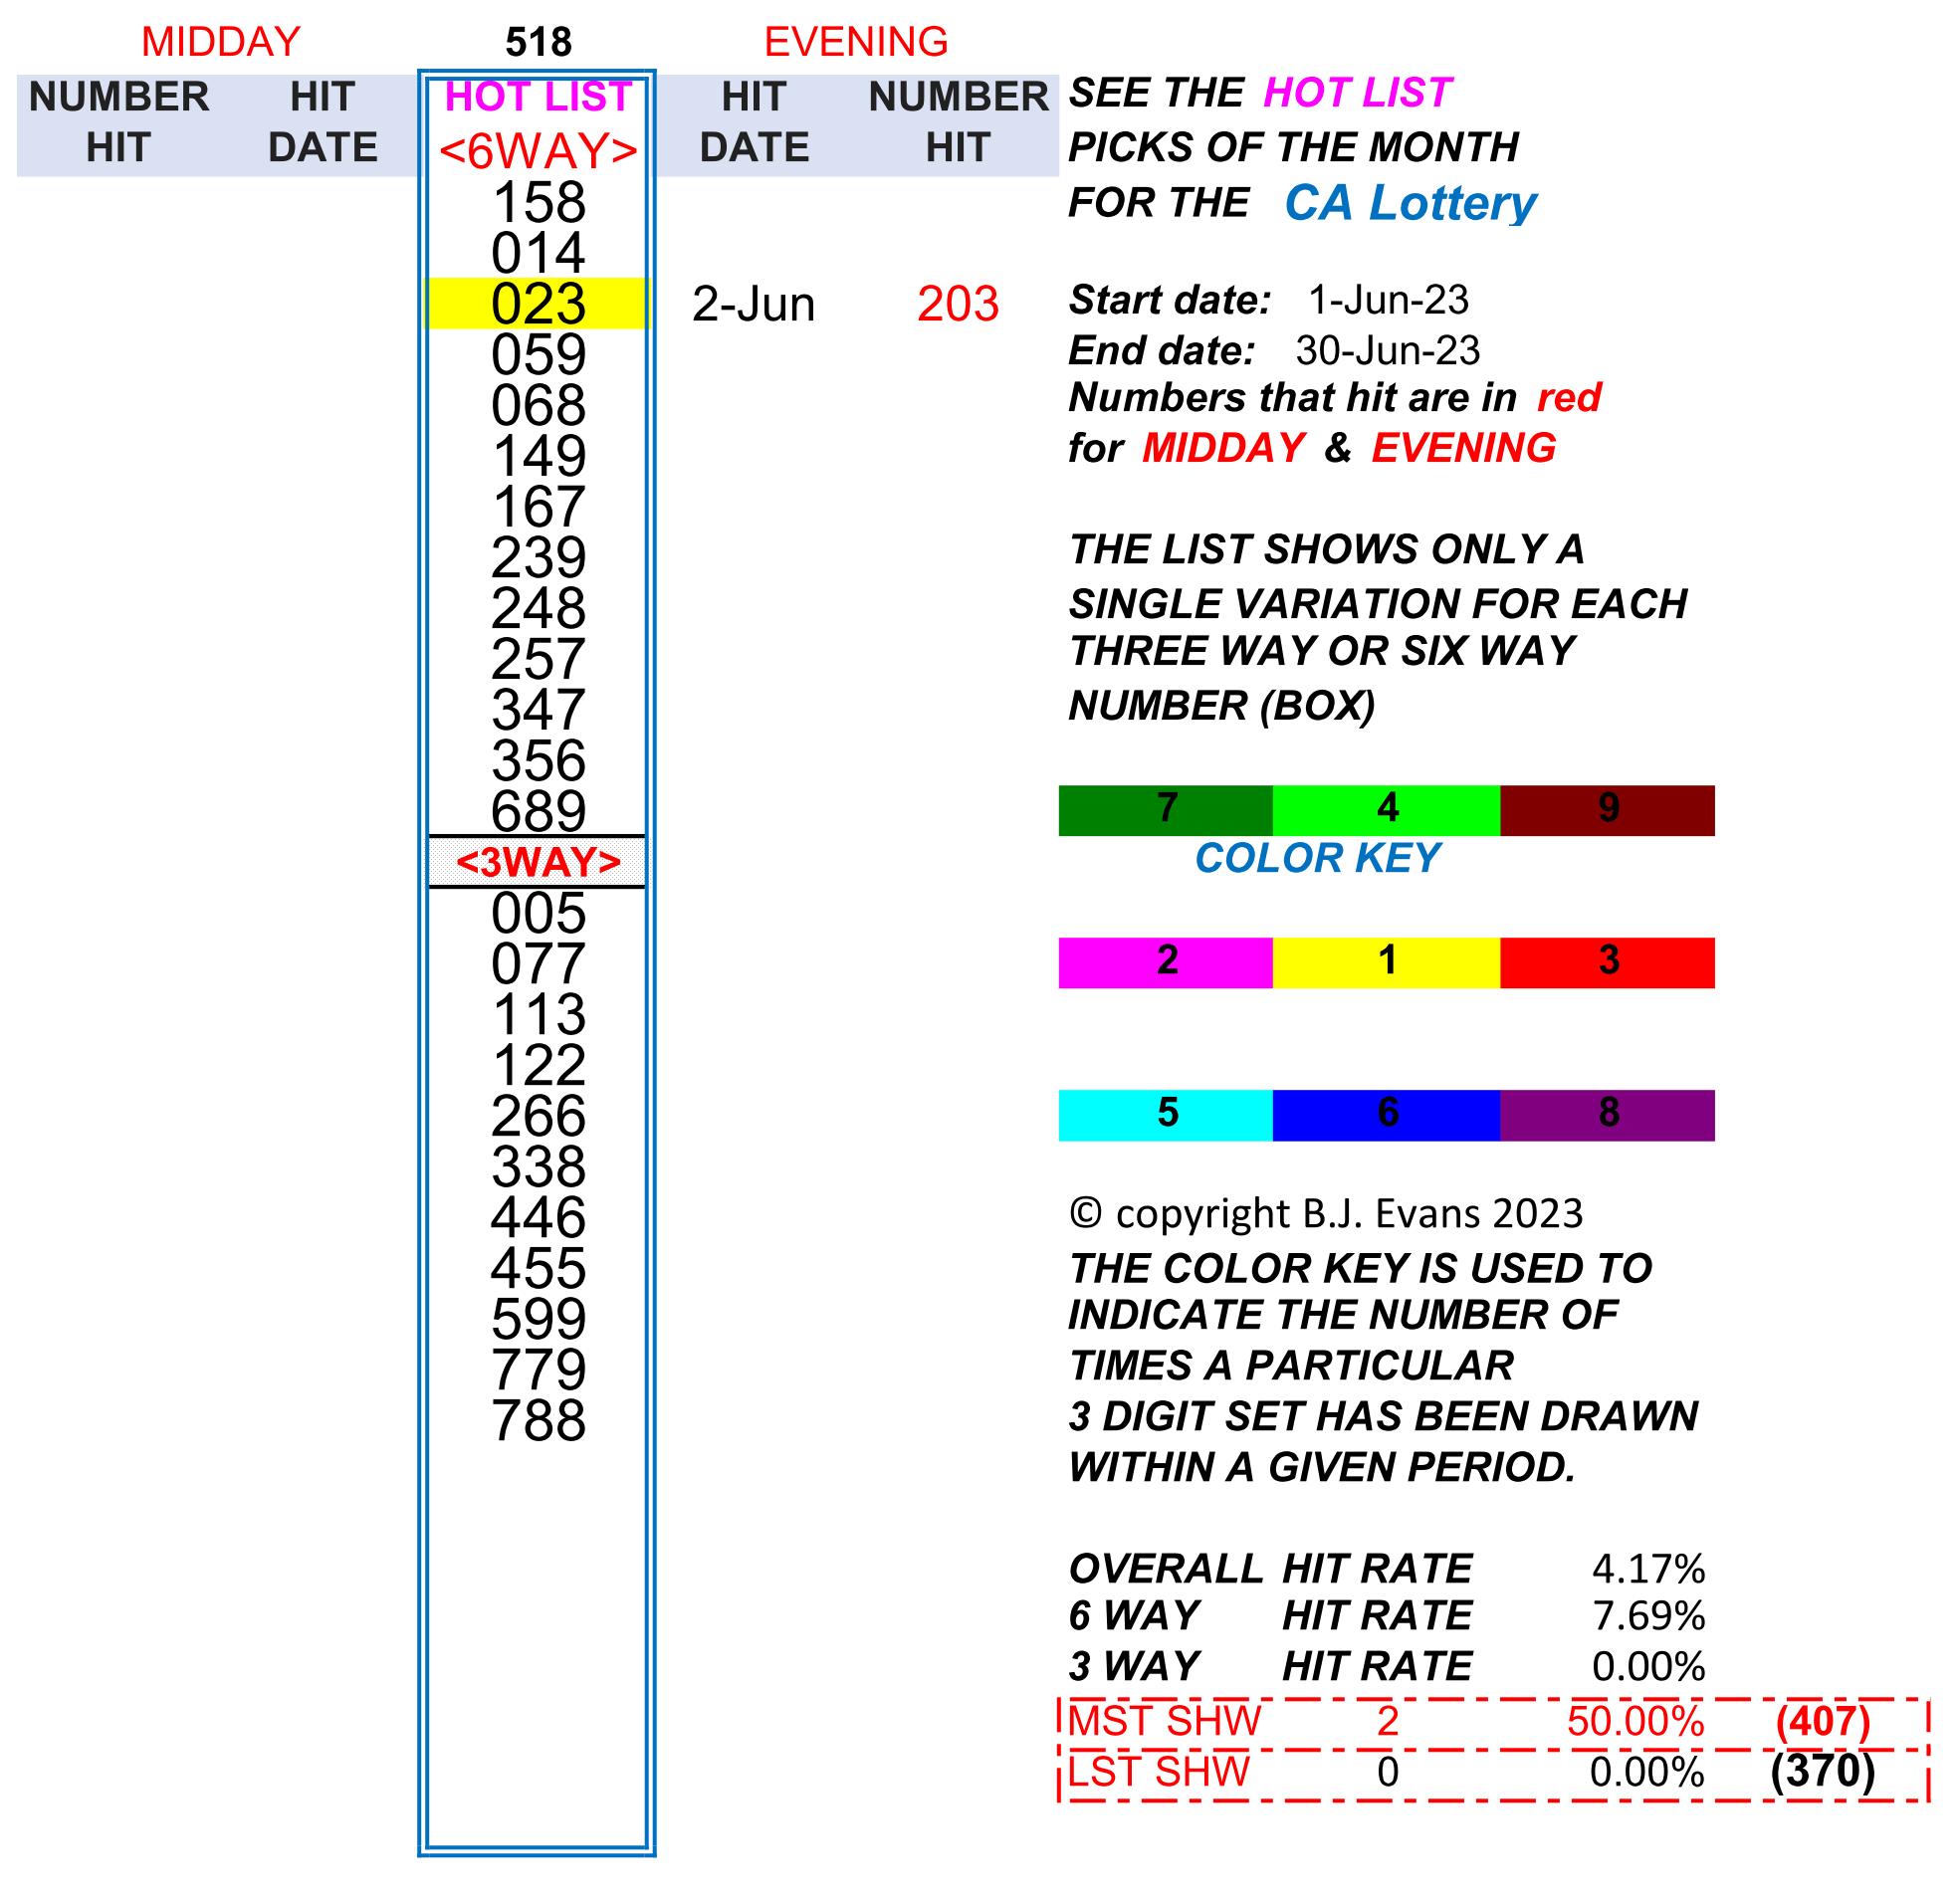 MIDDAY 518 EVENING
NUMBER HIT HOT LIST HIT NUMBER
HIT DATE <6WAY> DATE HIT
158
014
023 2-Jun 203
059
068
149
167
239
248
257
347
356
689
<3WAY>
005
077
113
122
266
338
446
455
599
779
788
SEE THE HOT LIST
PICKS OF THE MONTH
FOR THE CA Lottery
Start date: 1-Jun-23
End date: 30-Jun-23
Numbers that hit are in red
for MIDDAY & EVENING
THE LIST SHOWS ONLY A
SINGLE VARIATION FOR EACH
THREE WAY OR SIX WAY
NUMBER (BOX)
7 4 9
COLOR KEY
2 1 3
5 6 8
© copyright B.J. Evans 2023
THE COLOR KEY IS USED TO
INDICATE THE NUMBER OF
TIMES A PARTICULAR
3 DIGIT SET HAS BEEN DRAWN
WITHIN A GIVEN PERIOD.
OVERALL HIT RATE 4.17%
6 WAY HIT RATE 7.69%
3 WAY HIT RATE 0.00%
MST SHW 2 50.00% (407)
LST SHW 0 0.00% (370)